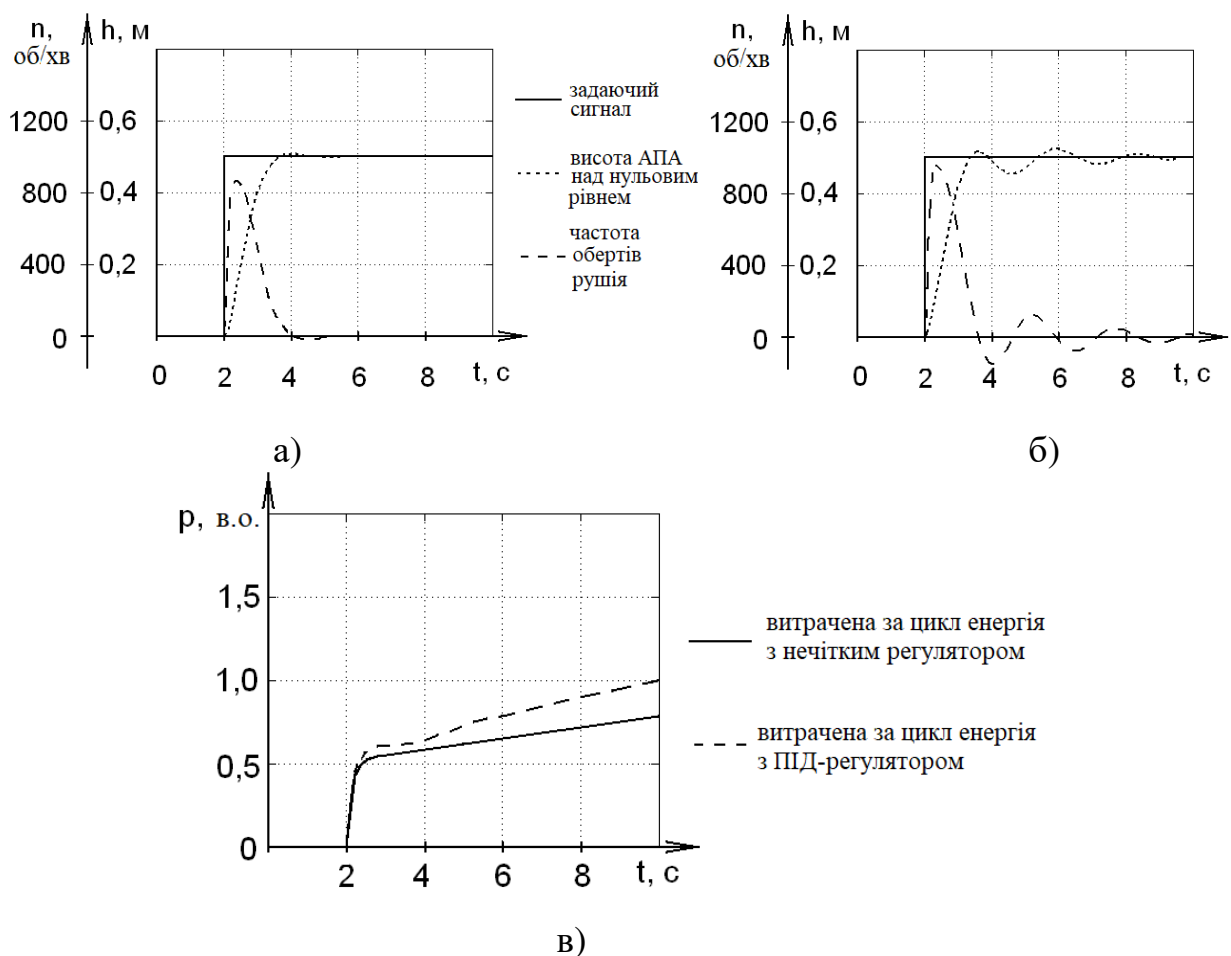 n,
об/хв
h, м
1200
0,6
800
0,4
400
0,2
0
0
2
4
6
8
t, с
а)
задаючий
сигнал
висота АПА
над нульовим
рівнем
частота
обертів
рушія
n,
об/хв
h, м
1200
0,6
800
0,4
400
0,2
0
0
2
4
6
8
t, с
б)
р, в.о.
1,5
1,0
0,5
0
2
4
6
8
t, с
в)
витрачена за цикл енергія
з нечітким регулятором
витрачена за цикл енергія
з ПІД-регулятором